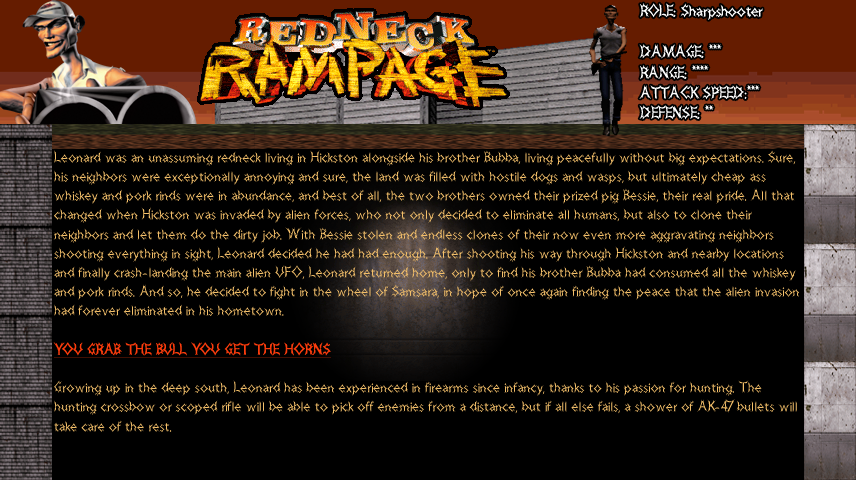 REDNECK
RAMPAGE
ROLE: Sharpshooter
DAMAGE: ***
RANGE: ****
ATTACK SPEED:***
DEFENSE: **
Leonard was an unassuming redneck living in Hickston alongside his brother Bubba, living peacefully without big expectations. Sure,
his neighbors were exceptionally annoying and sure, the land was filled with hostile dogs and wasps, but ultimately cheap ass
whiskey and pork rinds were in abundance, and best of all, the two brothers owned their prized pig Bessie, their real pride. All that
changed when Hickston was invaded by alien forces, who not only decided to eliminate all humans, but also to clone their
neighbors and let them do the dirty job. With Bessie stolen and endless clones of their now even more aggravating neighbors
shooting everything in sight, Leonard decided he had had enough. After shooting his way through Hickston and nearby locations
and finally crash-landing the main alien UFO, Leonard returned home, only to find his brother Bubba had consumed all the whiskey
and pork rinds. And so, he decided to fight in the wheel of Samsara, in hope of once again finding the peace that the alien invasion
had forever eliminated in his hometown.
YOU GRAB THE BULL YOU GET THE HORNS
Growing up in the deep south, Leonard has been experienced in firearms since infancy, thanks to his passion for hunting. The
hunting crossbow or scoped rifle will be able to pick off enemies from a distance, but if all else fails, a shower of AK-47 bullets will
take care of the rest.